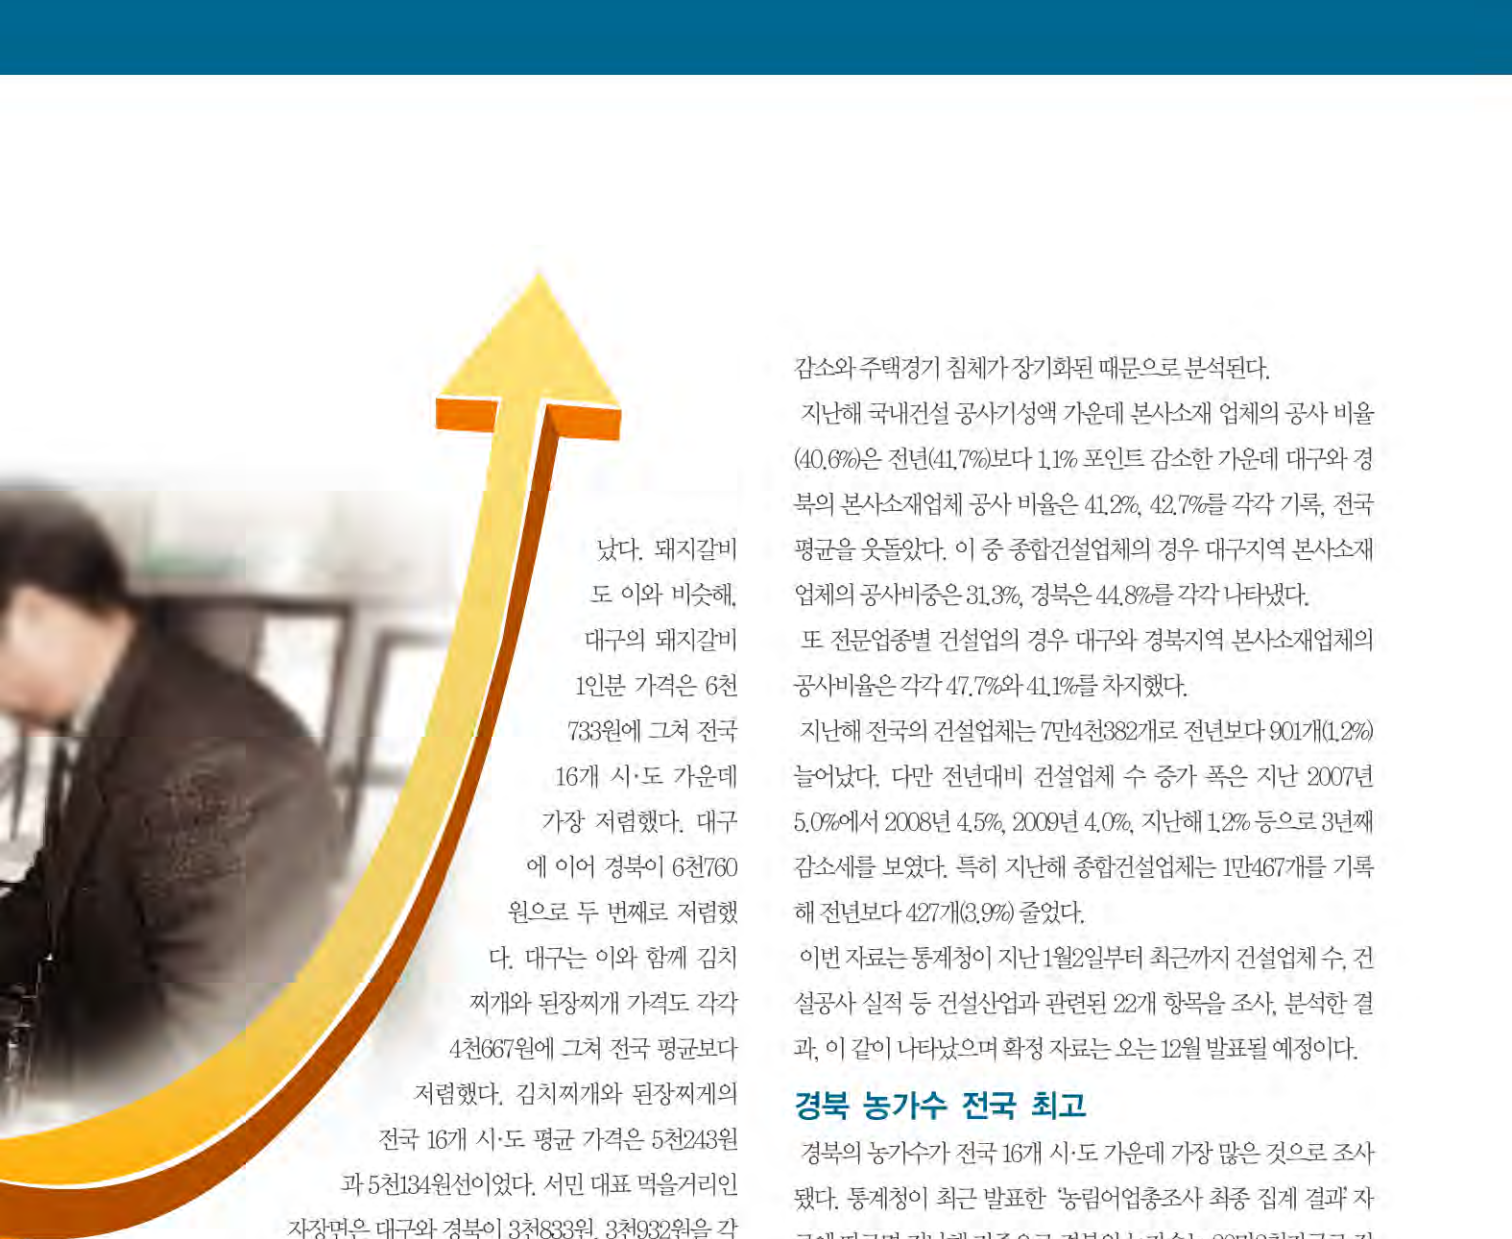 났다. 돼지갈비
도 이와 비슷해,
대구의 돼지갈비
1인분 가격은 6천
733원에 그쳐 전국
16개 시·도 가운데
가장 저렴했다. 대구
에 이어 경북이 6천760
원으로 두 번째로 저렴했
다. 대구는 이와 함께 김치
찌개와 된장찌개 가격도 각각
4천667원에 그쳐 전국 평균보다
저렴했다. 김치찌개와 된장찌게의
전국 16개 시·도 평균 가격은 5천243원
과 5천134원선이었다. 서민 대표 먹을거리인
자장면은 대구와 경북이 3천833원, 3천932원을 각
감소와 주택경기 침체가 장기화된 때문으로 분석된다.
지난해 국내건설 공사기성액 가운데 본사소재 업체의 공사 비율
(40.6%)은 전년(41.7%)보다 1.1% 포인트 감소한 가운데 대구와 경
북의 본사소재업체 공사 비율은 41.2%, 42.7%를 각각 기록, 전국
평균을 웃돌았다. 이 중 종합건설업체의 경우 대구지역 본사소재
업체의 공사비중은 31.3%, 경북은 44.8%를 각각 나타냈다.
또 전문업종별 건설업의 경우 대구와 경북지역 본사소재업체의
공사비율은 각각 47.7%와 41.1%를 차지했다.
지난해 전국의 건설업체는 7만4천382개로 전년보다 901개(1.2%)
늘어났다. 다만 전년대비 건설업체 수 증가 폭은 지난 2007년
5.0%에서 2008년 4.5%, 2009년 4.0%, 지난해 1.2% 등으로 3년째
감소세를 보였다. 특히 지난해 종합건설업체는 1만467개를 기록
해 전년보다 427개(3.9%) 줄었다.
이번 자료는 통계청이 지난 1월2일부터 최근까지 건설업체 수, 건
설공사 실적 등 건설산업과 관련된 22개 항목을 조사, 분석한 결
과, 이 같이 나타났으며 확정 자료는 오는 12월 발표될 예정이다.
경북 농가수 전국 최고
경북의 농가수가 전국 16개 시·도 가운데 가장 많은 것으로 조사
됐다. 통계청이 최근 발표한 '농림어업총조사 최종 집계 결과' 자